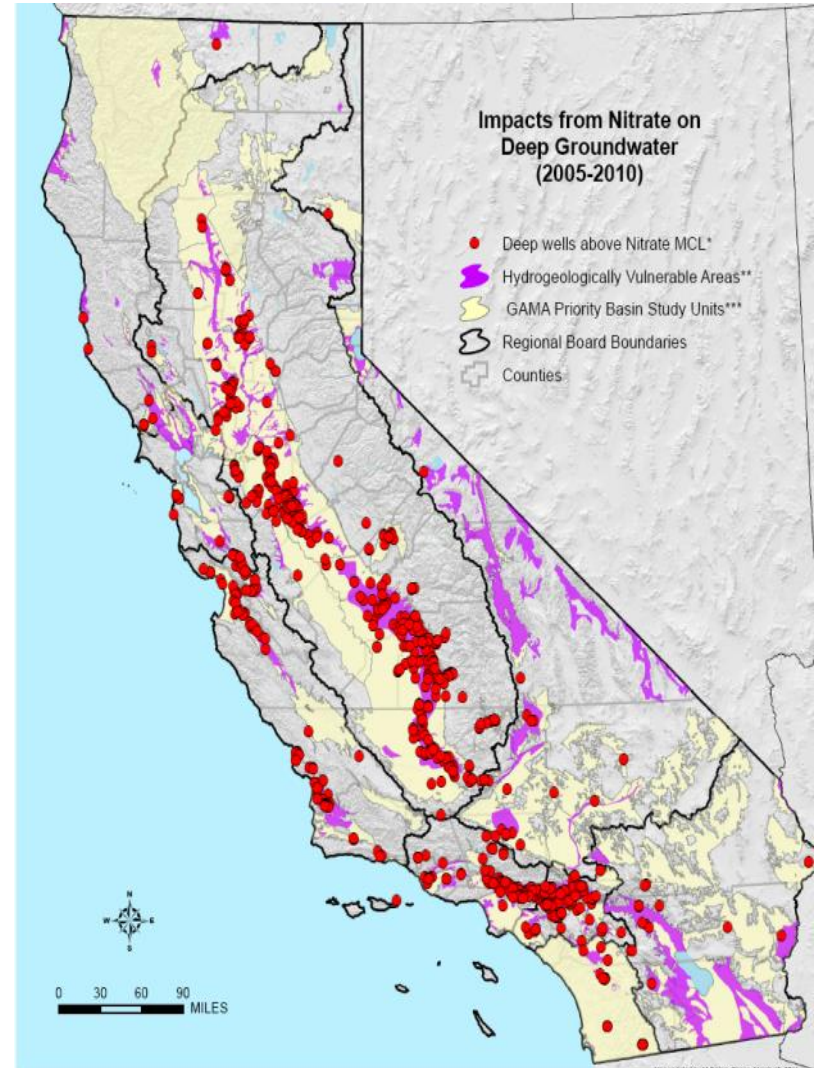 Impacts from Nitrate on
Deep Groundwater
(2005-2010)
Deep wells above Nitrate MCL*
Hydrogeologically Vulnerable Areas**
GAMA Priority Basin Study Units***
Regional Board Boundaries
Counties
N
W E
S
0 30 60 90
MILES